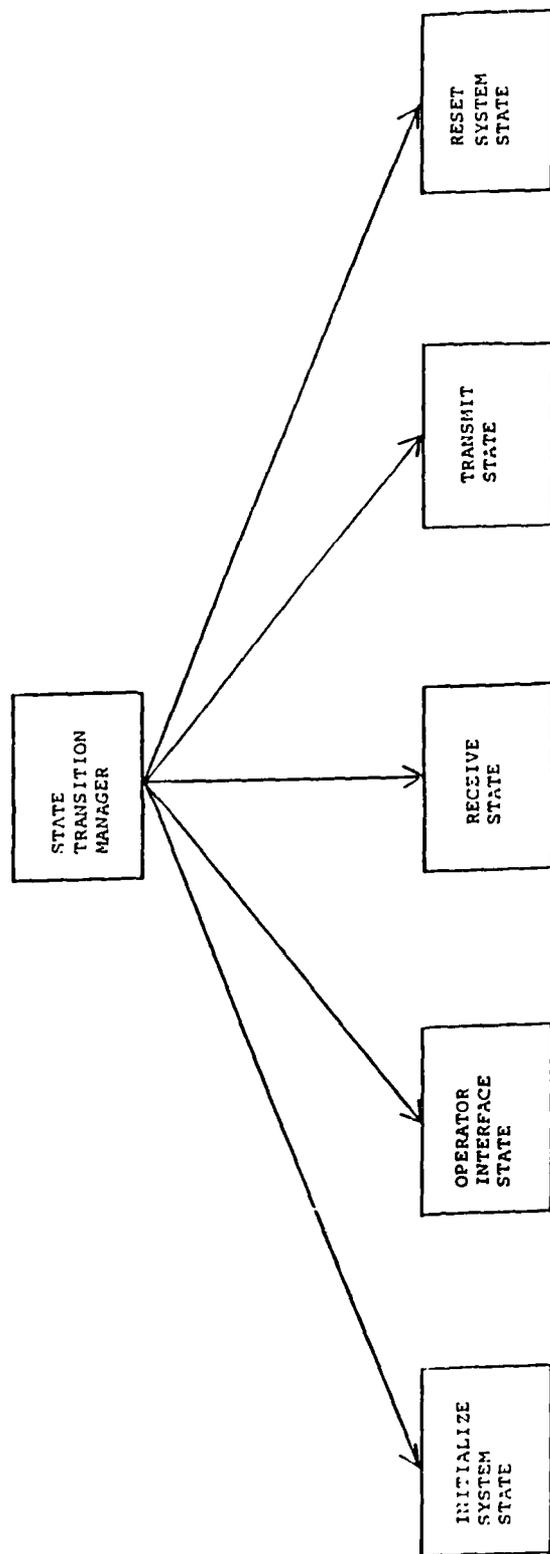 STATE
TRANSITION
MANAGER
INITIALIZE
SYSTEM
STATE
OPERATOR
INTERFACE
STATE
RECEIVE
STATE
TRANSMIT
STATE
RESET
SYSTEM
STATE